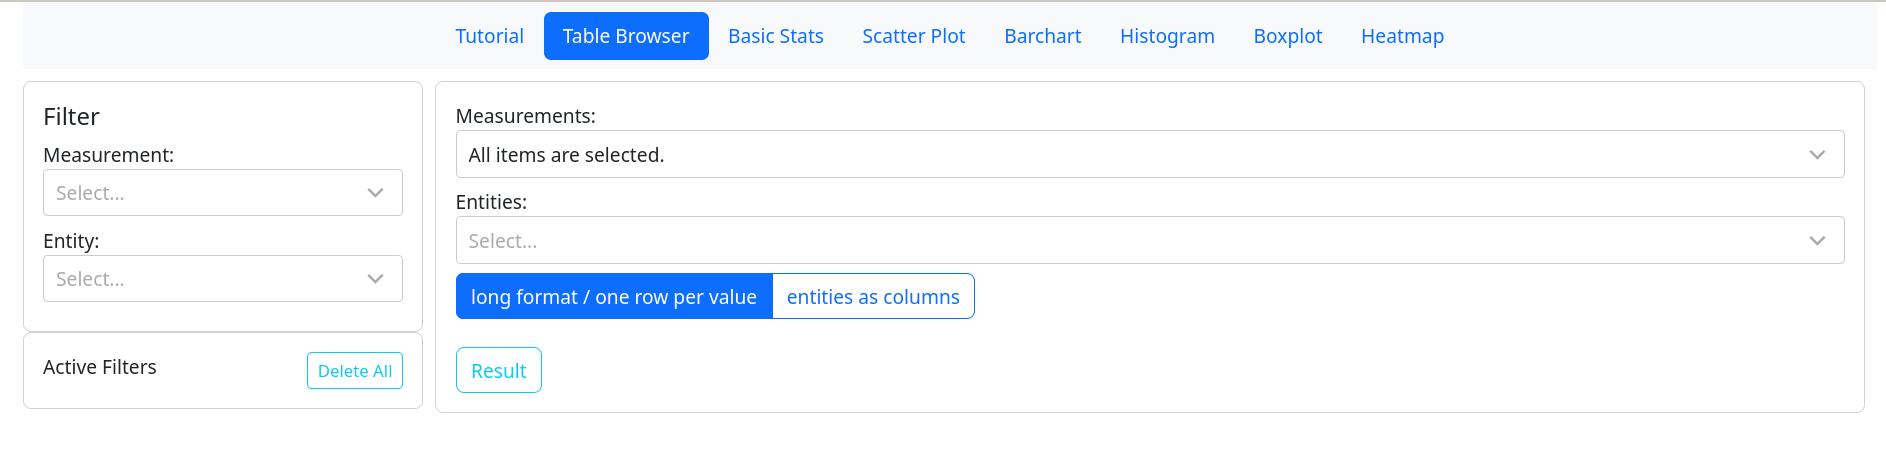 Tutorial Table Browser Basic Stats Scatter Plot Barchart Histogram Boxplot Heatmap
Filter
Measurement:
Select...
Entity:
Select...
Active Filters Delete All
Measurements:
All items are selected.
Entities:
Select...
long format / one row per value entities as columns
Result